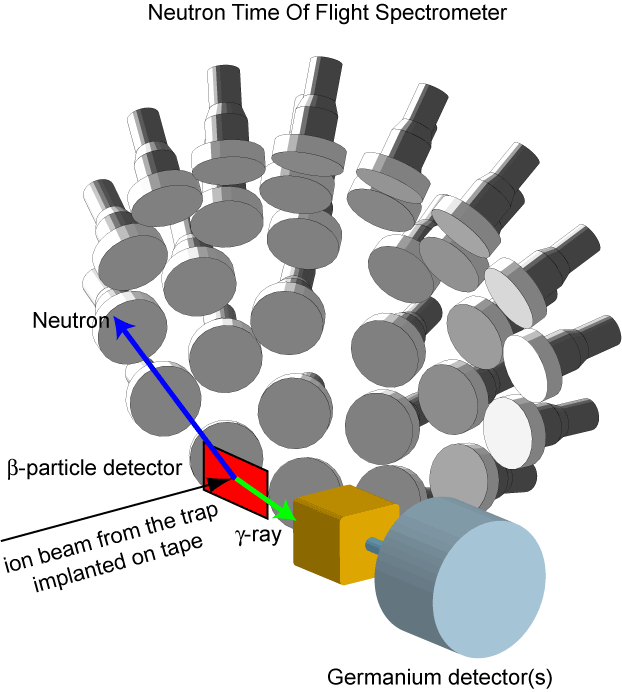 Neutron Time Of Flight Spectrometer
Neutron
β-particle detector
ion beam from the trap
implanted on tape
γ-ray
Germanium detector(s)